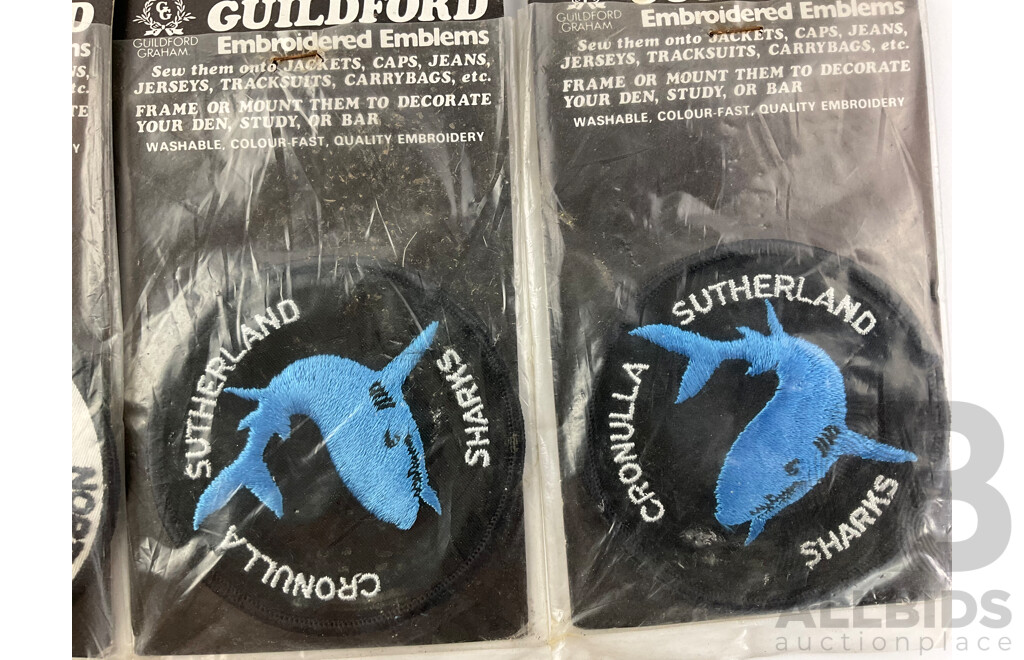 GUILDFORD
GUILDFORD
GRAHAM
Embroidered Emblems
Sew them onto JACKETS, CAPS, JEANS,
JERSEYS, TRACKSUITS, CARRYBAGS, etc.
FRAME OR MOUNT THEM TO DECORATE
YOUR DEN, STUDY, OR BAR
WASHABLE, COLOUR-FAST, QUALITY EMBROIDERY
SUTHERLAND
SHARKS
CRONULLA
GRAHAM
Embroidered Emblems
Sew them onto JACKETS, CAPS, JEANS,
JERSEYS, TRACKSUITS, CARRYBAGS, etc.
FRAME OR MOUNT THEM TO DECORATE
YOUR DEN, STUDY, OR BAR
WASHABLE, COLOUR-FAST, QUALITY EMBROIDERY
SUTHERLAND
CRONULLA
SHARKS
ALLBIDS
auctionplace